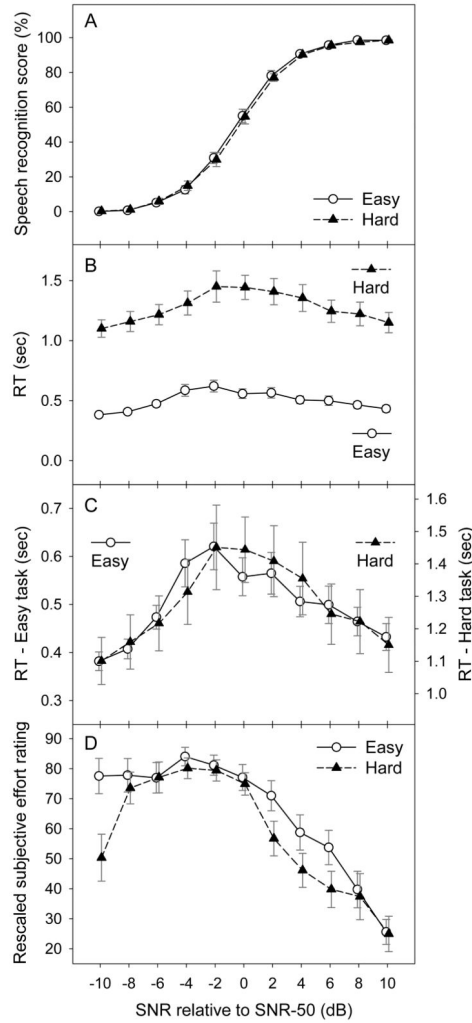 A
Speech recognition score (%)
100
80
60
40
20
0
Easy
Hard
B
RT (sec)
1.5
1.0
0.5
0.0
Hard
Easy
C
RT - Easy task (sec)
0.7
0.6
0.5
0.4
0.3
Easy
Hard
1.6
1.5
1.4
1.3
1.2
1.1
1.0
RT - Hard task (sec)
D
Rescaled subjective effort rating
90
80
70
60
50
40
30
20
Easy
Hard
-10 -8 -6 -4 -2 0 2 4 6 8 10
SNR relative to SNR-50 (dB)